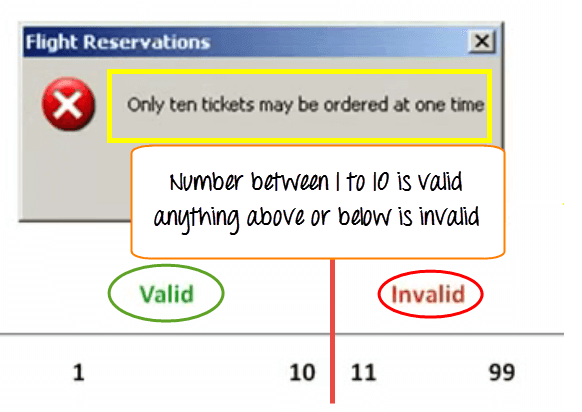 Flight Reservations
Only ten tickets may be ordered at one time
Number between 1 to 10 is valid
anything above or below is invalid
Valid Invalid
1 10 11 99